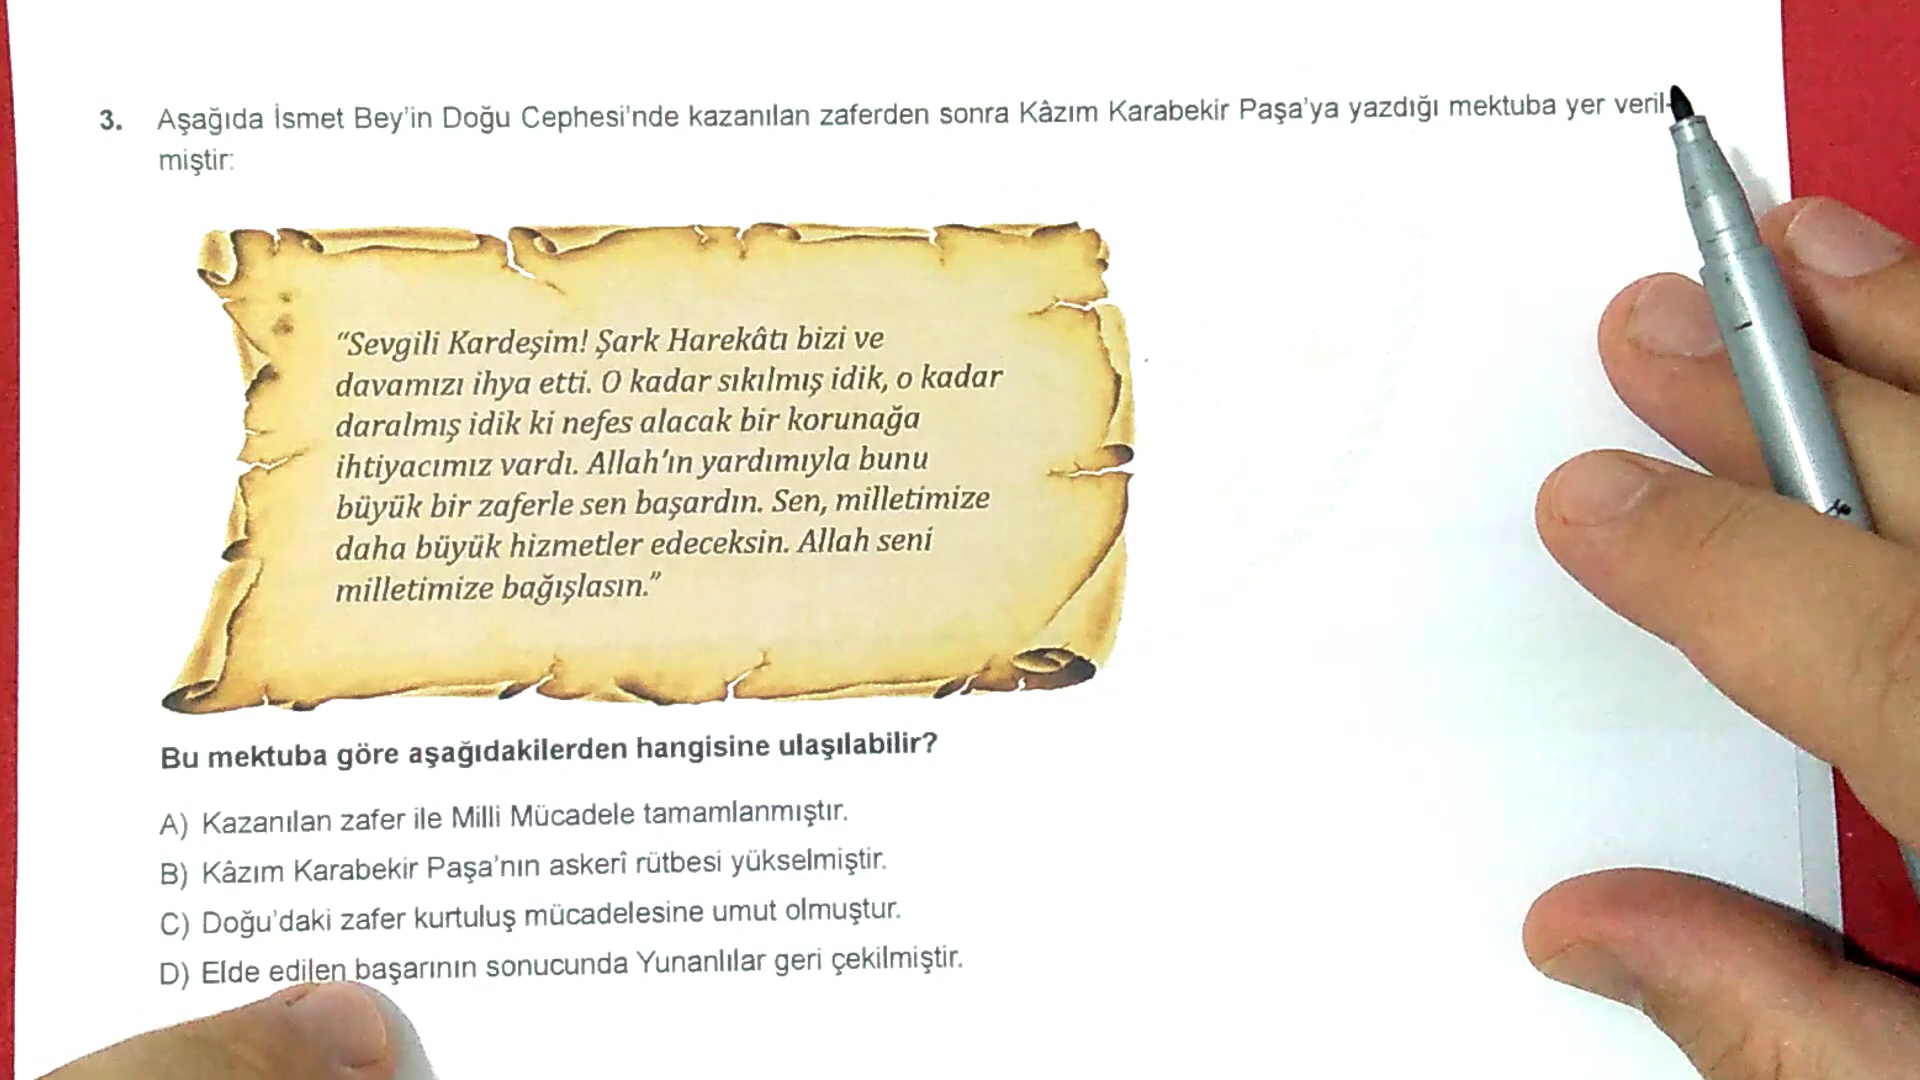 3. Aşağıda İsmet Bey'in Doğu Cephesi'nde kazanılan zaferden sonra Kâzım Karabekir Paşa'ya yazdığı mektuba yer veril-
miştir:
“Sevgili Kardeşim! Şark Harekâtı bizi ve
davamızı ihya etti. O kadar sıkılmış idik, o kadar
daralmış idik ki nefes alacak bir korunağa
ihtiyacımız vardı. Allah'ın yardımıyla bunu
büyük bir zaferle sen başardın. Sen, milletimize
daha büyük hizmetler edeceksin. Allah seni
milletimize bağışlasın.”
Bu mektuba göre aşağıdakilerden hangisine ulaşılabilir?
A) Kazanılan zafer ile Milli Mücadele tamamlanmıştır.
B) Kâzım Karabekir Paşa'nın askerî rütbesi yükselmiştir.
C) Doğu'daki zafer kurtuluş mücadelesine umut olmuştur.
D) Elde edilen başarının sonucunda Yunanlılar geri çekilmiştir.